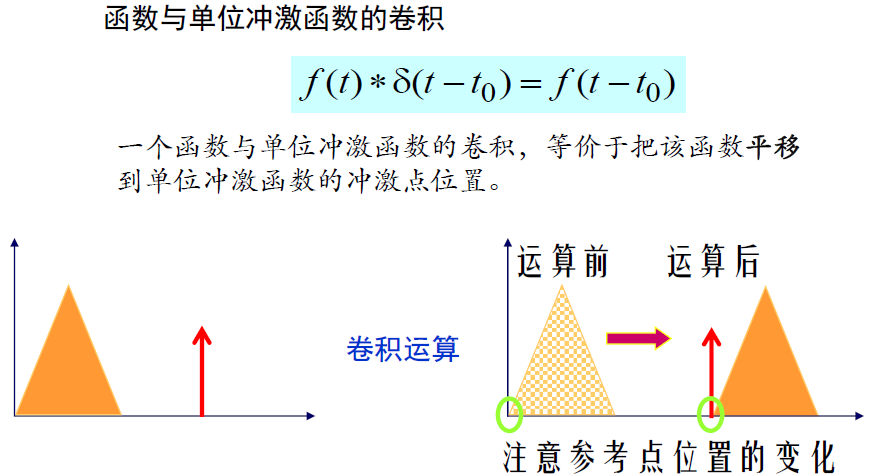 函数与单位冲激函数的卷积
f(t)*δ(t−t₀)=f(t−t₀)
一个函数与单位冲激函数的卷积，等价于把该函数平移
到单位冲激函数的冲激点位置。
运算前 运算后
卷积运算
注意参考点位置的变化